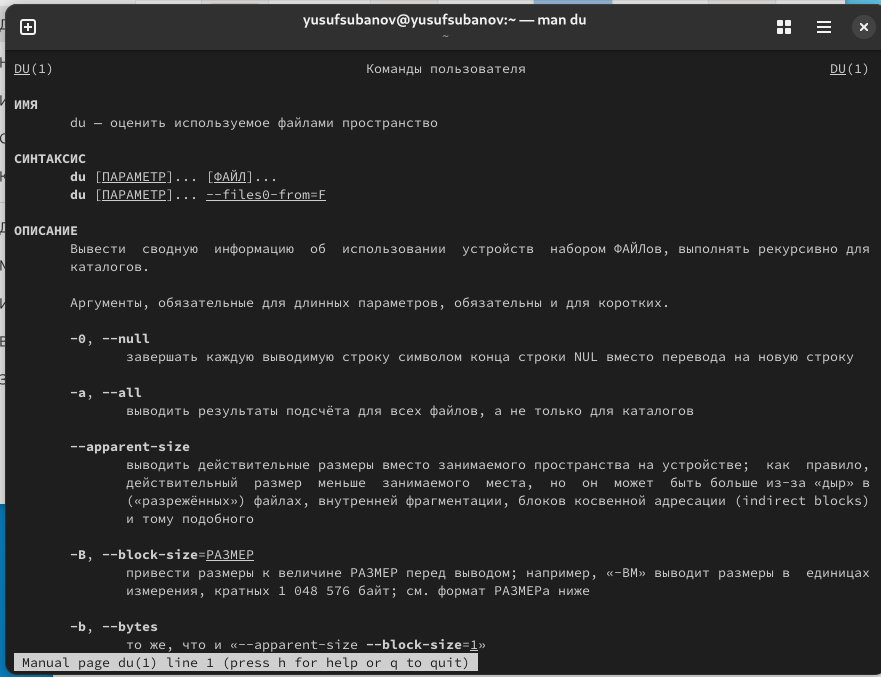 yusufsubanov@yusufsubanov:~ — man du
~
DU(1) Команды пользователя DU(1)
ИМЯ
du — оценить используемое файлами пространство
СИНТАКСИС
du [ПАРАМЕТР]... [ФАЙЛ]...
du [ПАРАМЕТР]... --files0-from=F
ОПИСАНИЕ
Вывести сводную информацию об использовании устройств набором ФАЙЛов, выполнять рекурсивно для
каталогов.
Аргументы, обязательные для длинных параметров, обязательны и для коротких.
-0, --null
завершать каждую выводимую строку символом конца строки NUL вместо перевода на новую строку
-a, --all
выводить результаты подсчёта для всех файлов, а не только для каталогов
--apparent-size
выводить действительные размеры вместо занимаемого пространства на устройстве; как правило,
действительный размер меньше занимаемого места, но он может быть больше из-за «дыр» в
(«разрежённых») файлах, внутренней фрагментации, блоков косвенной адресации (indirect blocks)
и тому подобного
-B, --block-size=РАЗМЕР
привести размеры к величине РАЗМЕР перед выводом; например, «-BM» выводит размеры в единицах
измерения, кратных 1 048 576 байт; см. формат РАЗМЕРа ниже
-b, --bytes
то же, что и «--apparent-size --block-size=1»
Manual page du(1) line 1 (press h for help or q to quit)